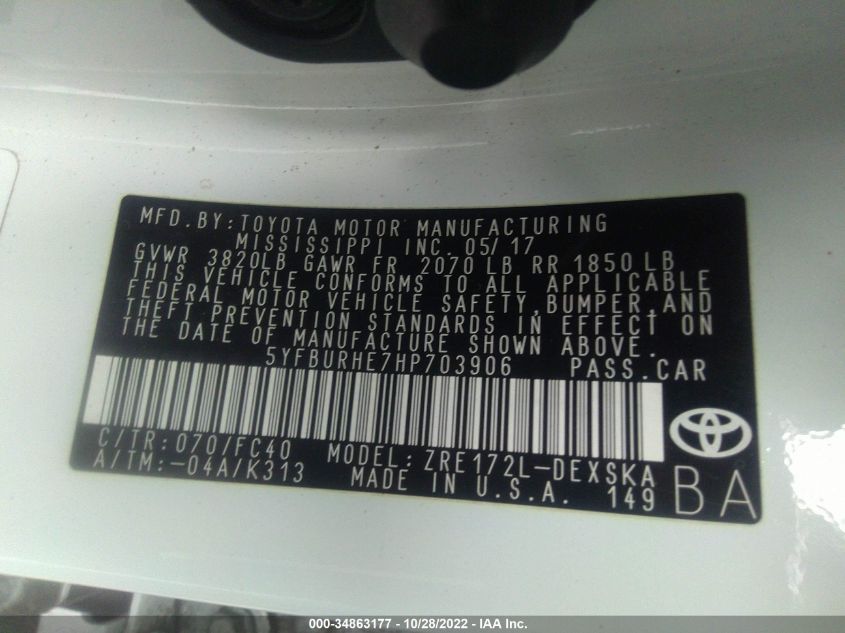 MFD.BY:TOYOTA MOTOR MANUFACTURING
MISSISSIPPI INC. 05/17
GVWR 3820LB GAWR FR 2070 LB RR 1850 LB
THIS VEHICLE CONFORMS TO ALL APPLICABLE
FEDERAL MOTOR VEHICLE SAFETY,BUMPER,AND
THEFT PREVENTION STANDARDS IN EFFECT ON
THE DATE OF MANUFACTURE SHOWN ABOVE.
5YFBURHE7HP703906 PASS.CAR
C/TR:070/FC40 MODEL:ZRE172L-DEXSKA
A/TM:-04A/K313 MADE IN U.S.A. 149
BA
000-34863177 - 10/28/2022 - IAA Inc.